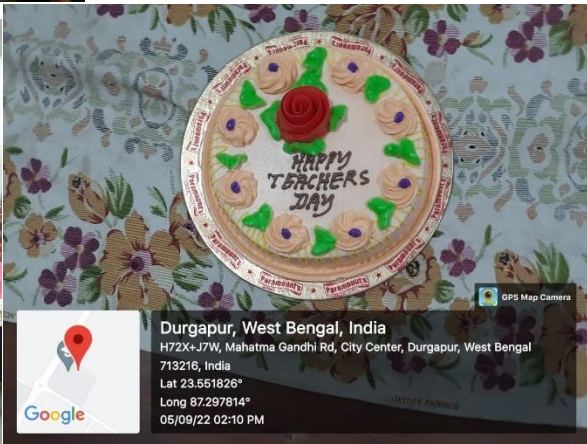 HAPPY
TEACHERS
DAY
Paramount's
GPS Map Camera
Durgapur, West Bengal, India
H72X+J7W, Mahatma Gandhi Rd, City Center, Durgapur, West Bengal
713216, India
Lat 23.551826°
Long 87.297814°
05/09/22 02:10 PM
Google